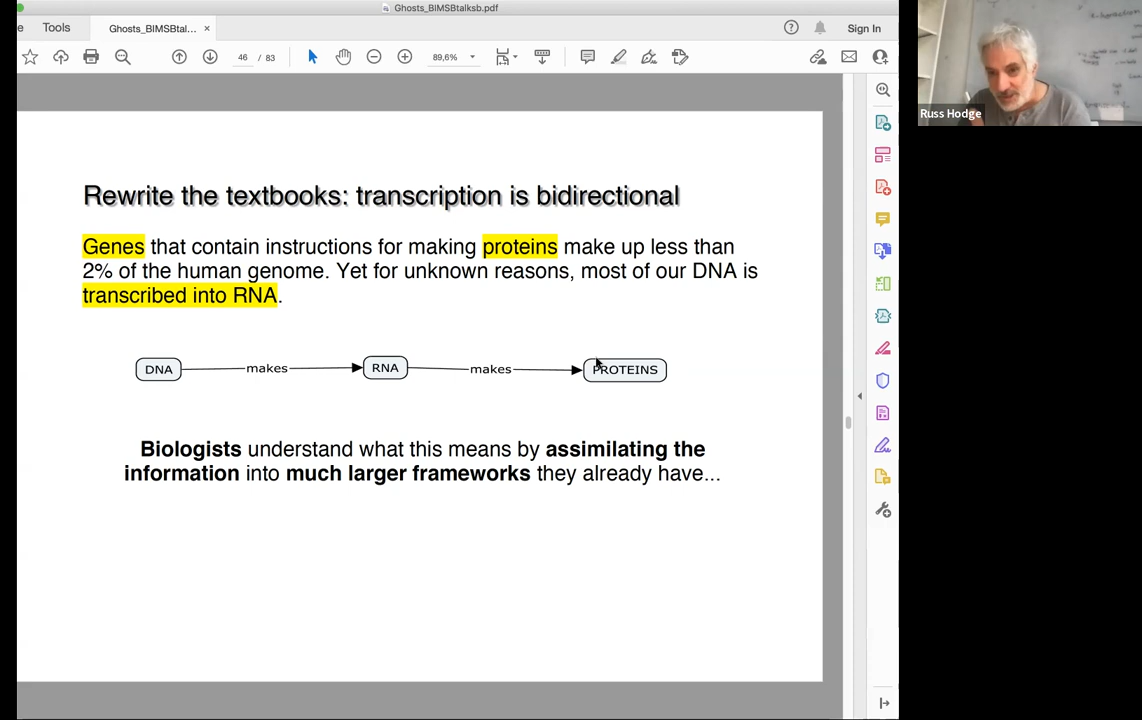 Ghosts_BIMSBtalksb.pdf
e Tools Ghosts_BIMSBtal... × Sign In
46 / 83 89,6%
Russ Hodge
Rewrite the textbooks: transcription is bidirectional
Genes that contain instructions for making proteins make up less than
2% of the human genome. Yet for unknown reasons, most of our DNA is
transcribed into RNA.
DNA makes RNA makes PROTEINS
Biologists understand what this means by assimilating the
information into much larger frameworks they already have...